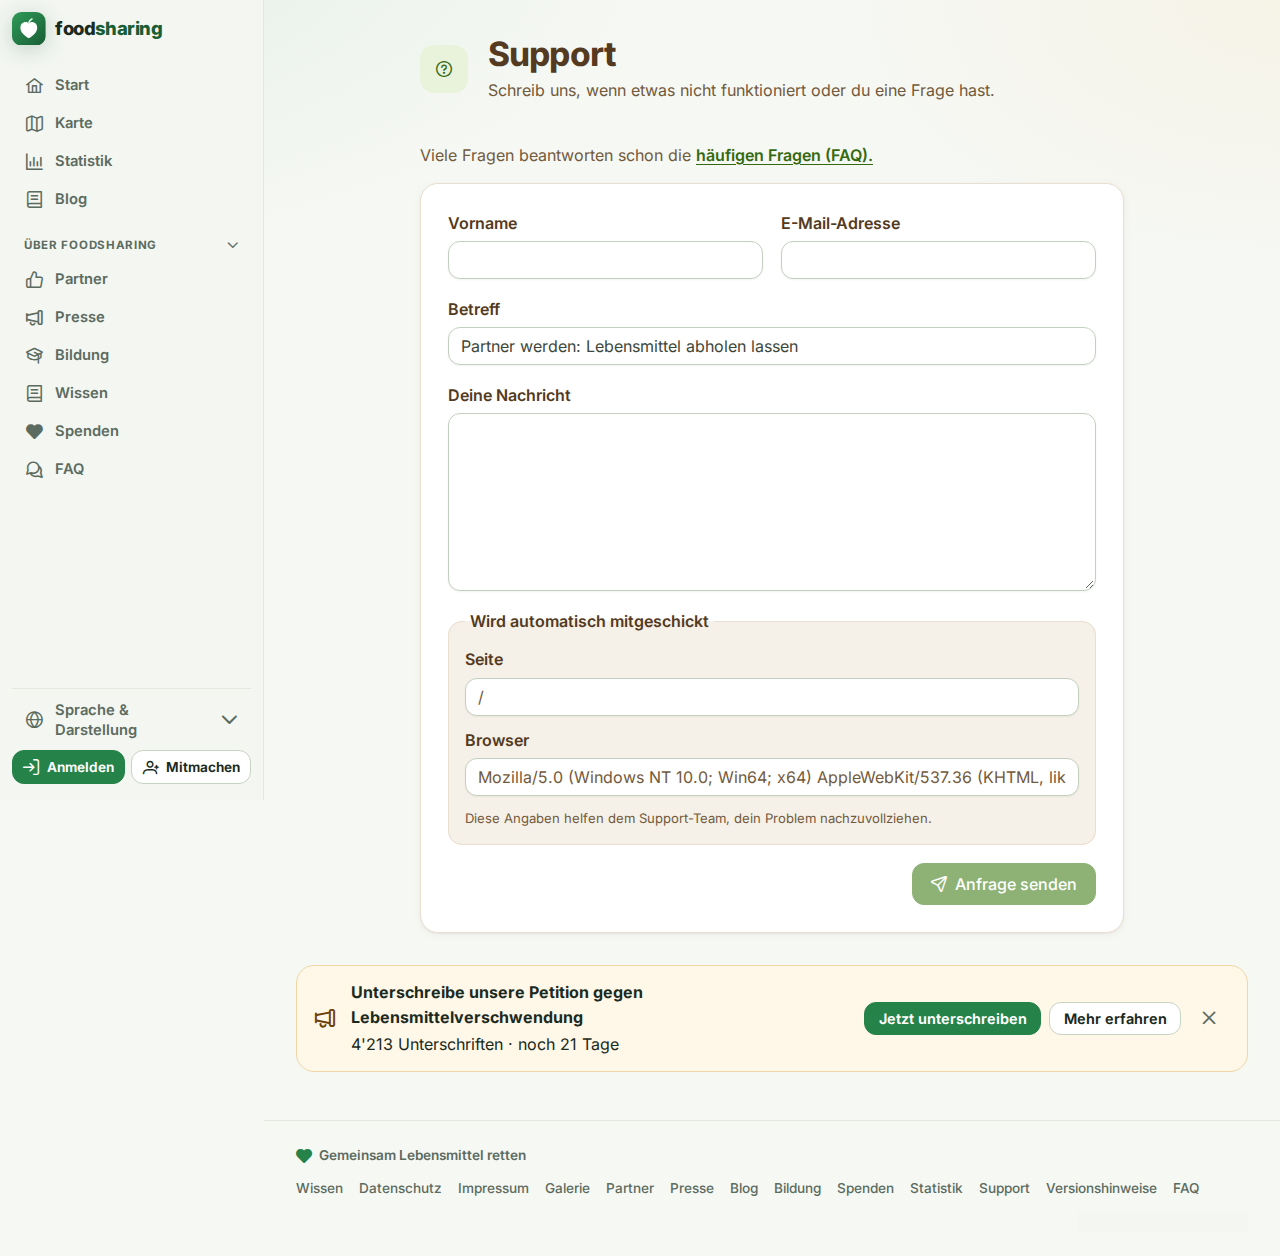 foodsharing
Start
Karte
Statistik
Blog
ÜBER FOODSHARING
Partner
Presse
Bildung
Wissen
Spenden
FAQ
Sprache &
Darstellung
Anmelden
Mitmachen
Support
Schreib uns, wenn etwas nicht funktioniert oder du eine Frage hast.
Viele Fragen beantworten schon die häufigen Fragen (FAQ).
Vorname
E-Mail-Adresse
Betreff
Partner werden: Lebensmittel abholen lassen
Deine Nachricht
Wird automatisch mitgeschickt
Seite
/
Browser
Mozilla/5.0 (Windows NT 10.0; Win64; x64) AppleWebKit/537.36 (KHTML, lik
Diese Angaben helfen dem Support-Team, dein Problem nachzuvollziehen.
Anfrage senden
Unterschreibe unsere Petition gegen
Lebensmittelverschwendung
4'213 Unterschriften · noch 21 Tage
Jetzt unterschreiben
Mehr erfahren
Gemeinsam Lebensmittel retten
Wissen Datenschutz Impressum Galerie Partner Presse Blog Bildung Spenden Statistik Support Versionshinweise FAQ